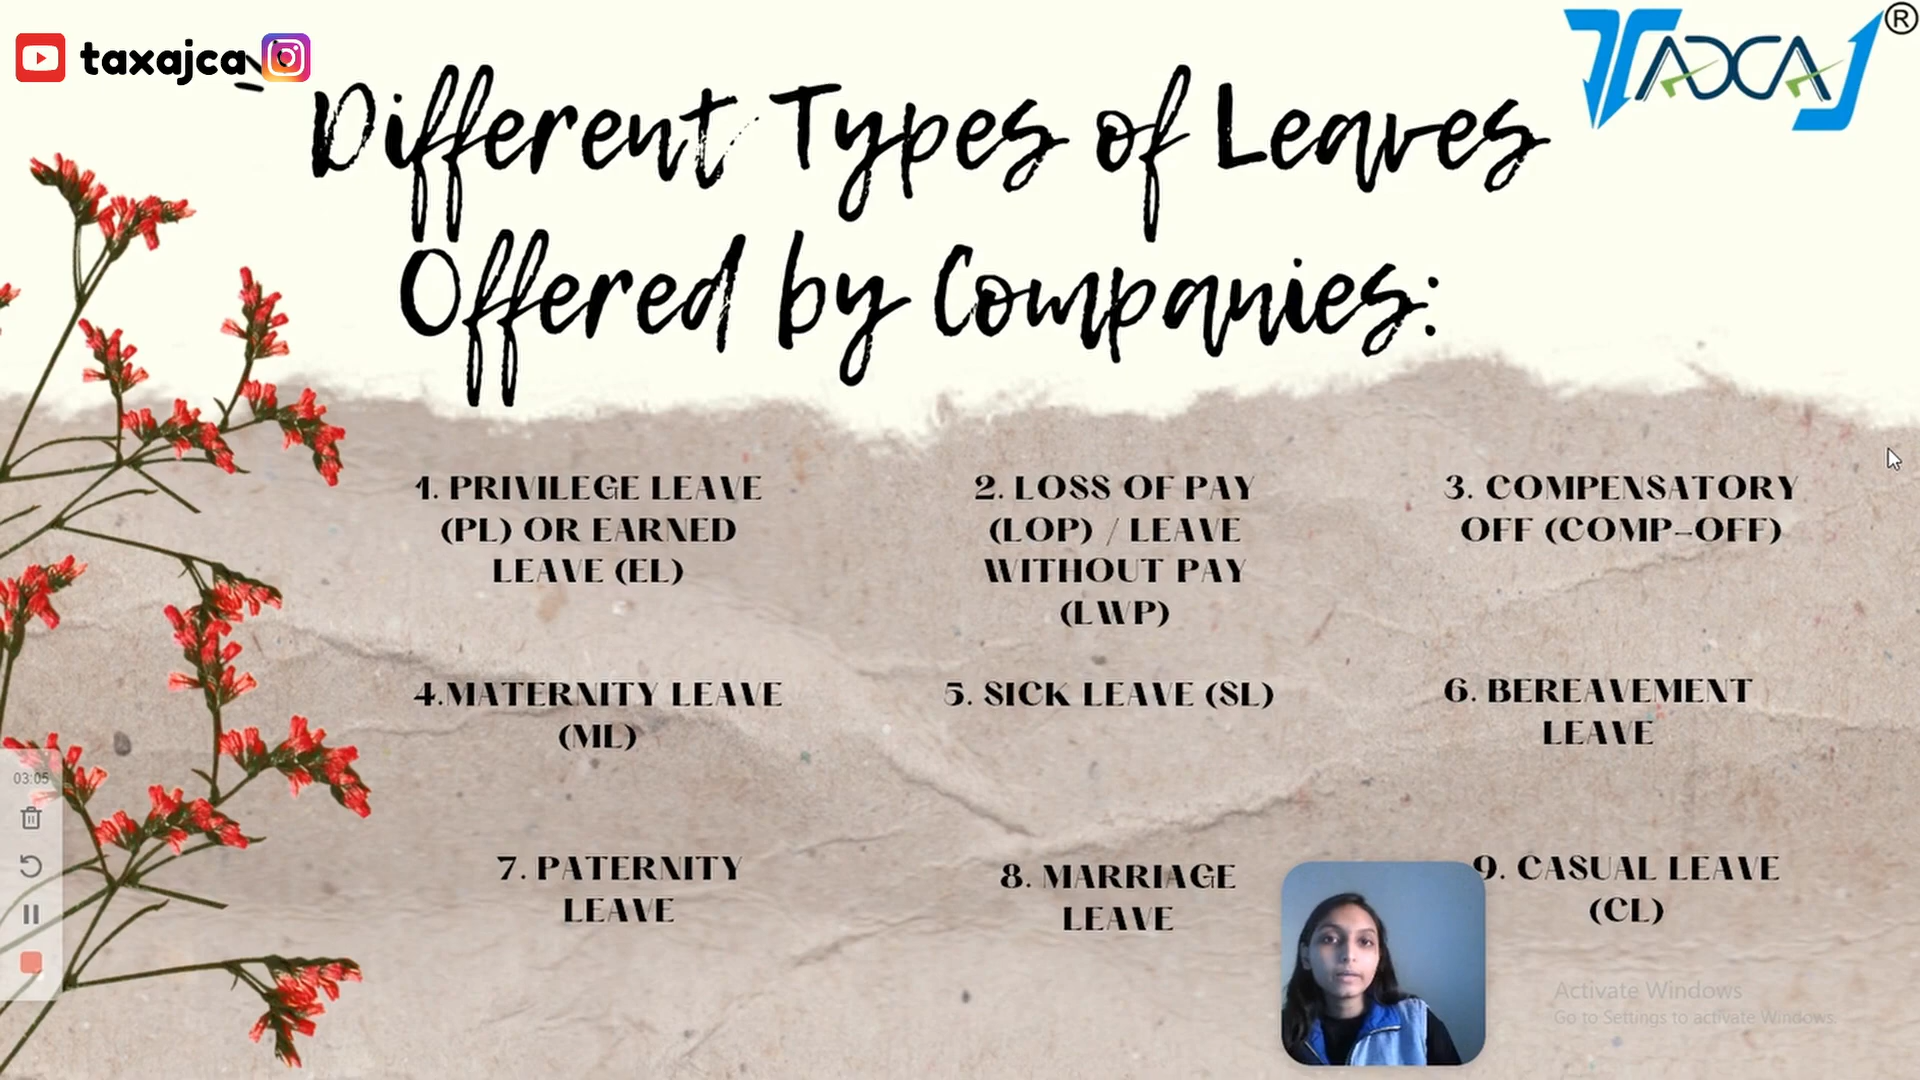 taxajca
TAXAJ®
Different Types of Leaves
Offered by Companies:
1. PRIVILEGE LEAVE
(PL) OR EARNED
LEAVE (EL)
2. LOSS OF PAY
(LOP) / LEAVE
WITHOUT PAY
(LWP)
3. COMPENSATORY
OFF (COMP-OFF)
4.MATERNITY LEAVE
(ML)
5. SICK LEAVE (SL)
6. BEREAVEMENT
LEAVE
03:05
7. PATERNITY
LEAVE
8. MARRIAGE
LEAVE
9. CASUAL LEAVE
(CL)
Activate Windows
Go to Settings to activate Windows.